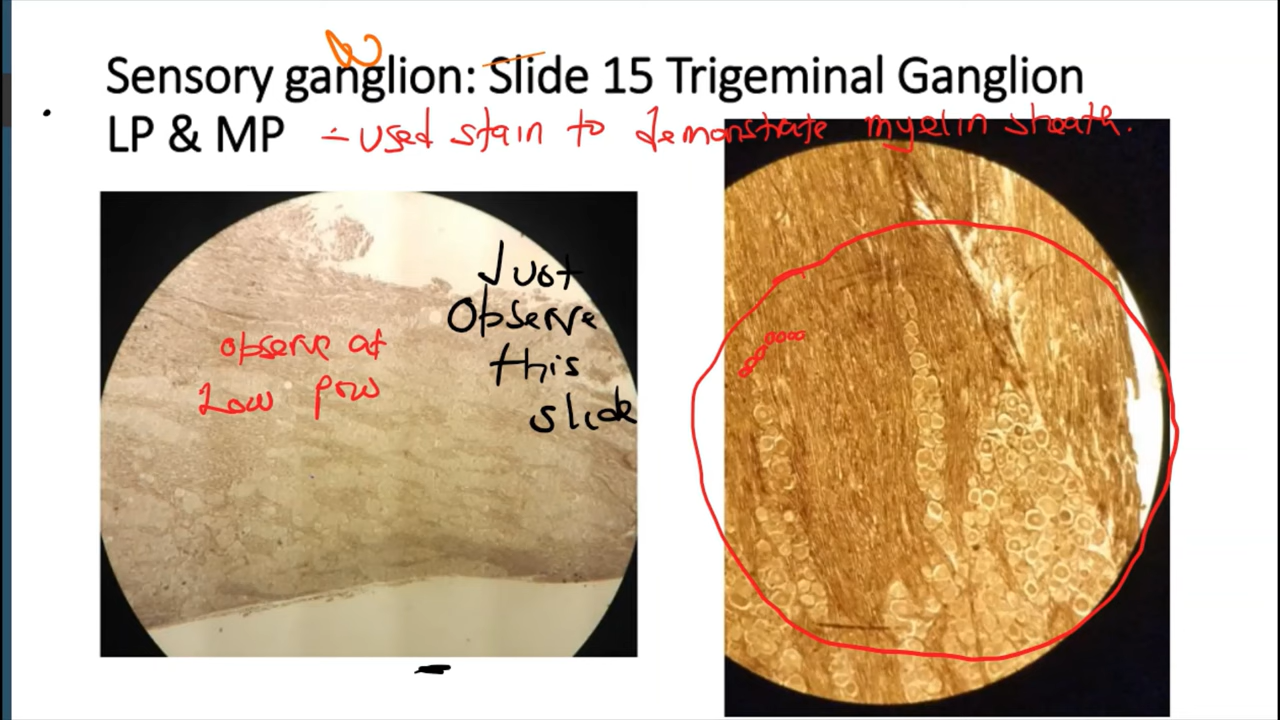 Sensory ganglion: Slide 15 Trigeminal Ganglion
LP & MP - used stain to demonstrate myelin sheath.
Just
Observe
this
slide
observe at
Low pow